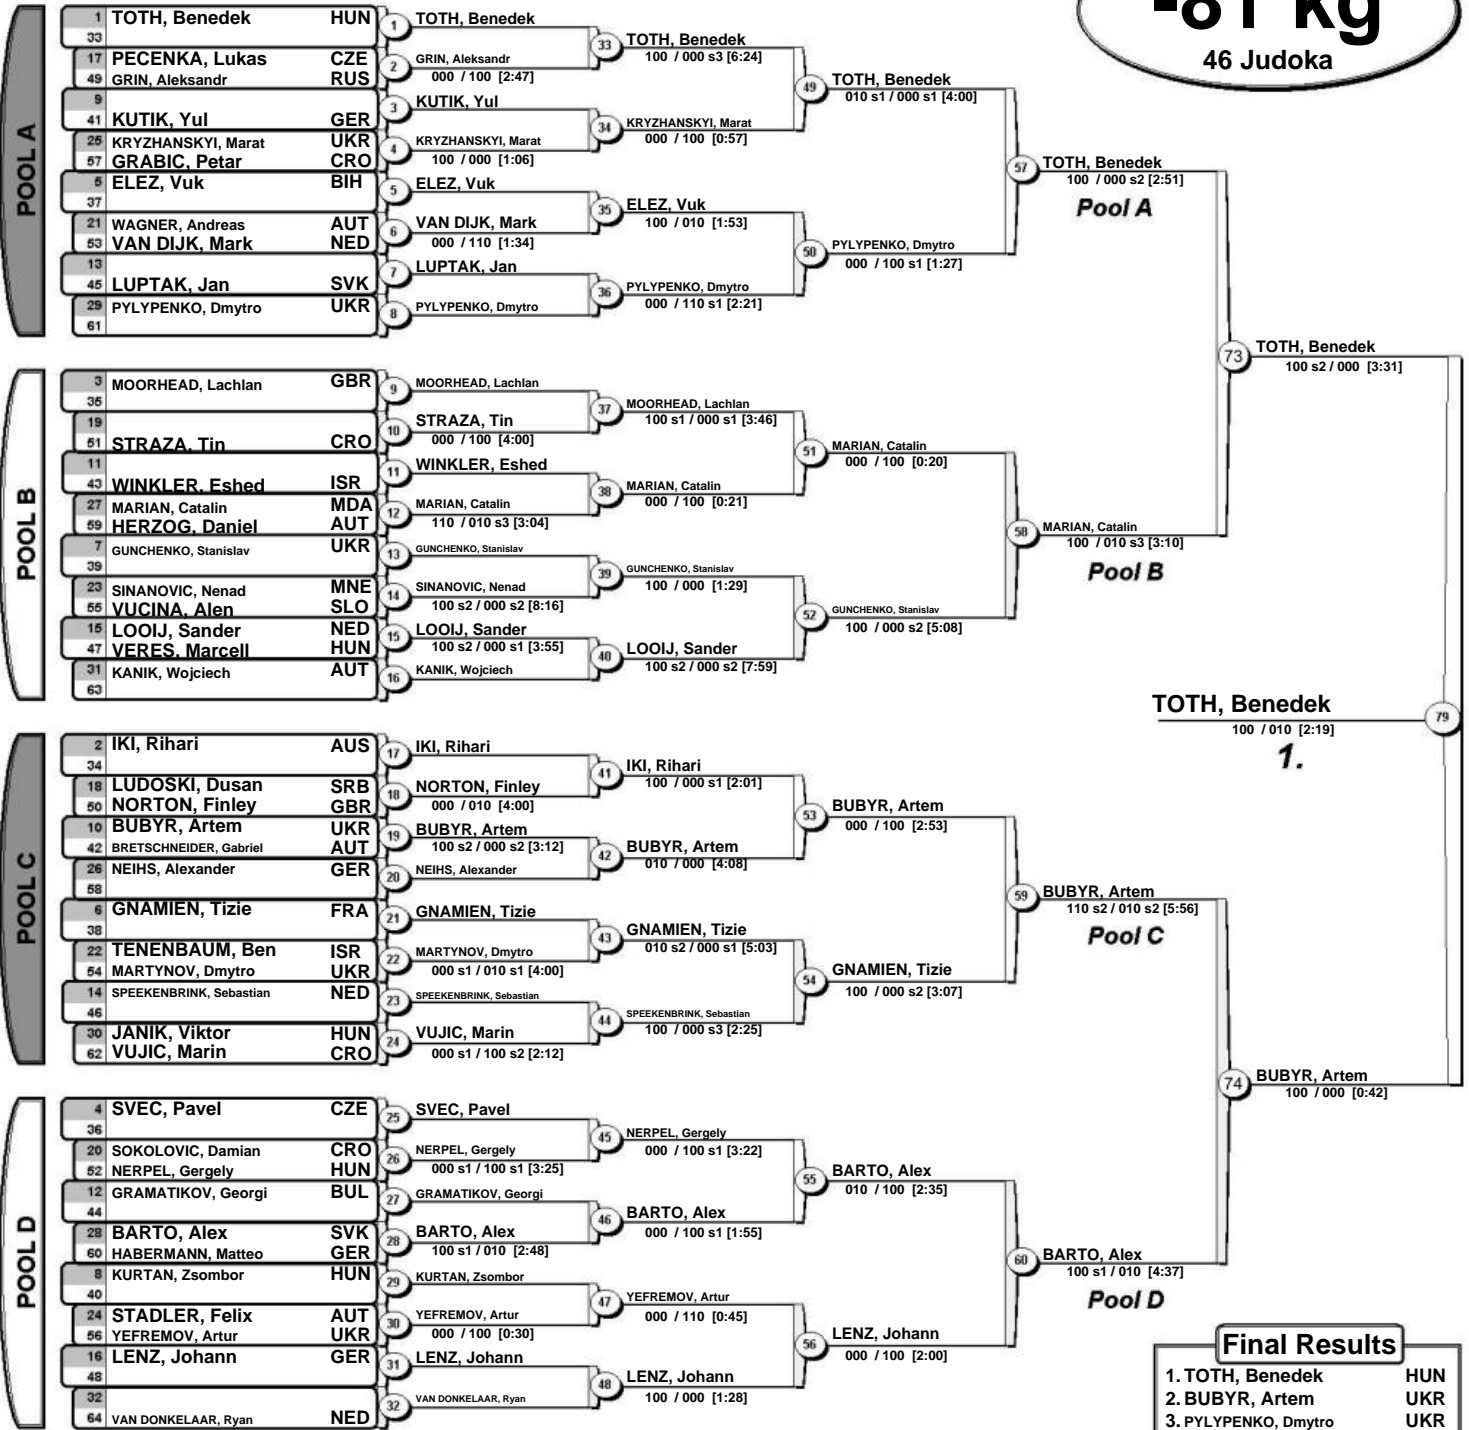 -81 kg
46 Judoka
POOL A
1 TOTH, Benedek HUN
33
17 PECENKA, Lukas CZE
49 GRIN, Aleksandr RUS
9
41 KUTIK, Yul GER
25 KRYZHANSKYI, Marat UKR
57 GRABIC, Petar CRO
5 ELEZ, Vuk BIH
37
21 WAGNER, Andreas AUT
53 VAN DIJK, Mark NED
13
45 LUPTAK, Jan SVK
29 PYLYPENKO, Dmytro UKR
61
1 TOTH, Benedek
2 GRIN, Aleksandr
000 / 100 [2:47]
3 KUTIK, Yul
4 KRYZHANSKYI, Marat
100 / 000 [1:06]
5 ELEZ, Vuk
6 VAN DIJK, Mark
000 / 110 [1:34]
7 LUPTAK, Jan
8 PYLYPENKO, Dmytro
33 TOTH, Benedek
100 / 000 s3 [6:24]
34 KRYZHANSKYI, Marat
000 / 100 [0:57]
35 ELEZ, Vuk
100 / 010 [1:53]
36 PYLYPENKO, Dmytro
000 / 110 s1 [2:21]
49 TOTH, Benedek
010 s1 / 000 s1 [4:00]
50 PYLYPENKO, Dmytro
000 / 100 s1 [1:27]
57 TOTH, Benedek
100 / 000 s2 [2:51]
Pool A
POOL B
3 MOORHEAD, Lachlan GBR
35
19
51 STRAZA, Tin CRO
11
43 WINKLER, Eshed ISR
27 MARIAN, Catalin MDA
59 HERZOG, Daniel AUT
7 GUNCHENKO, Stanislav UKR
39
23 SINANOVIC, Nenad MNE
55 VUCINA, Alen SLO
15 LOOIJ, Sander NED
47 VERES, Marcell HUN
31 KANIK, Wojciech AUT
63
9 MOORHEAD, Lachlan
10 STRAZA, Tin
000 / 100 [4:00]
11 WINKLER, Eshed
12 MARIAN, Catalin
110 / 010 s3 [3:04]
13 GUNCHENKO, Stanislav
14 SINANOVIC, Nenad
100 s2 / 000 s2 [8:16]
15 LOOIJ, Sander
100 s2 / 000 s1 [3:55]
16 KANIK, Wojciech
37 MOORHEAD, Lachlan
100 s1 / 000 s1 [3:46]
38 MARIAN, Catalin
000 / 100 [0:21]
39 GUNCHENKO, Stanislav
100 / 000 [1:29]
40 LOOIJ, Sander
100 s2 / 000 s2 [7:59]
51 MARIAN, Catalin
000 / 100 [0:20]
52 GUNCHENKO, Stanislav
100 / 000 s2 [5:08]
58 MARIAN, Catalin
100 / 010 s3 [3:10]
Pool B
73 TOTH, Benedek
100 s2 / 000 [3:31]
TOTH, Benedek 79
100 / 010 [2:19]
1.
POOL C
2 IKI, Rihari AUS
34
18 LUDOSKI, Dusan SRB
50 NORTON, Finley GBR
10 BUBYR, Artem UKR
42 BRETSCHNEIDER, Gabriel AUT
26 NEIHS, Alexander GER
58
6 GNAMIEN, Tizie FRA
38
22 TENENBAUM, Ben ISR
54 MARTYNOV, Dmytro UKR
14 SPEEKENBRINK, Sebastian NED
46
30 JANIK, Viktor HUN
62 VUJIC, Marin CRO
17 IKI, Rihari
18 NORTON, Finley
000 / 010 [4:00]
19 BUBYR, Artem
100 s2 / 000 s2 [3:12]
20 NEIHS, Alexander
21 GNAMIEN, Tizie
22 MARTYNOV, Dmytro
000 s1 / 010 s1 [4:00]
23 SPEEKENBRINK, Sebastian
24 VUJIC, Marin
000 s1 / 100 s2 [2:12]
41 IKI, Rihari
100 / 000 s1 [2:01]
42 BUBYR, Artem
010 / 000 [4:08]
43 GNAMIEN, Tizie
010 s2 / 000 s1 [5:03]
44 SPEEKENBRINK, Sebastian
100 / 000 s3 [2:25]
53 BUBYR, Artem
000 / 100 [2:53]
54 GNAMIEN, Tizie
100 / 000 s2 [3:07]
59 BUBYR, Artem
110 s2 / 010 s2 [5:56]
Pool C
74 BUBYR, Artem
100 / 000 [0:42]
POOL D
4 SVEC, Pavel CZE
36
20 SOKOLOVIC, Damian CRO
52 NERPEL, Gergely HUN
12 GRAMATIKOV, Georgi BUL
44
28 BARTO, Alex SVK
60 HABERMANN, Matteo GER
8 KURTAN, Zsombor HUN
40
24 STADLER, Felix AUT
56 YEFREMOV, Artur UKR
16 LENZ, Johann GER
48
32
64 VAN DONKELAAR, Ryan NED
25 SVEC, Pavel
26 NERPEL, Gergely
000 s1 / 100 s1 [3:25]
27 GRAMATIKOV, Georgi
28 BARTO, Alex
100 s1 / 010 [2:48]
29 KURTAN, Zsombor
30 YEFREMOV, Artur
000 / 100 [0:30]
31 LENZ, Johann
32 VAN DONKELAAR, Ryan
45 NERPEL, Gergely
000 / 100 s1 [3:22]
46 BARTO, Alex
000 / 100 s1 [1:55]
47 YEFREMOV, Artur
000 / 110 [0:45]
48 LENZ, Johann
100 / 000 [1:28]
55 BARTO, Alex
010 / 100 [2:35]
56 LENZ, Johann
000 / 100 [2:00]
60 BARTO, Alex
100 s1 / 010 [4:37]
Pool D
Final Results
1. TOTH, Benedek HUN
2. BUBYR, Artem UKR
3. PYLYPENKO, Dmytro UKR